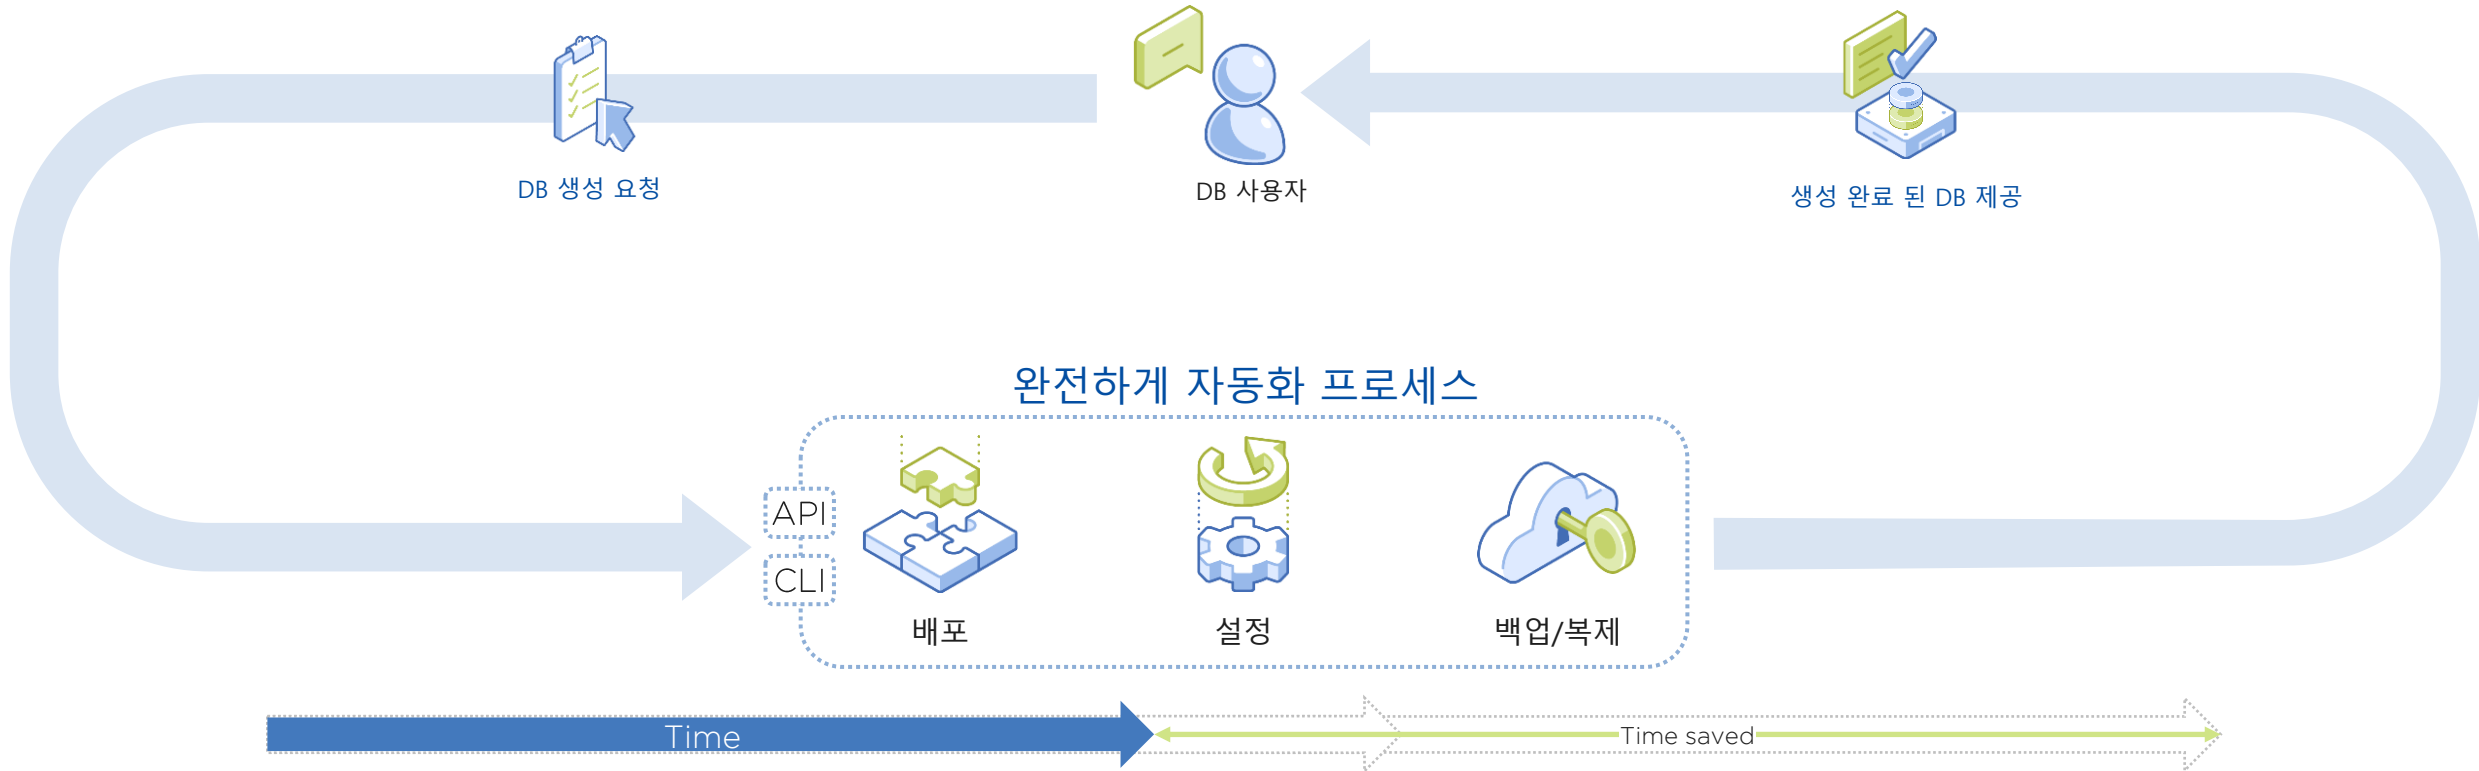 DB 생성 요청
DB 사용자
생성 완료 된 DB 제공
완전하게 자동화 프로세스
API
CLI
배포
설정
백업/복제
Time
Time saved